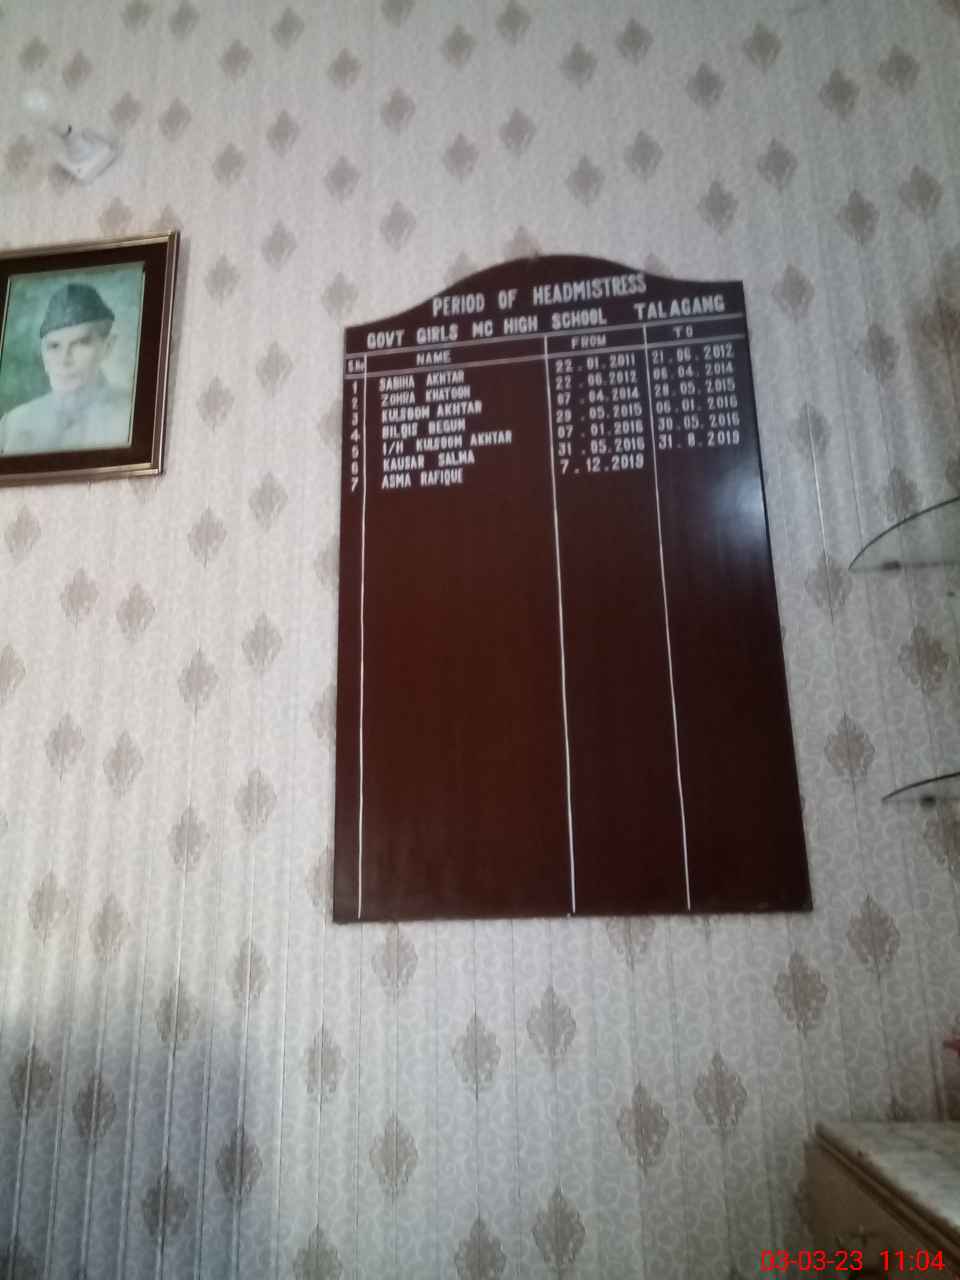 PERIOD OF HEADMISTRESS
GOVT GIRLS MC HIGH SCHOOL TALAGANG
S.No NAME FROM TO
1 SABIHA AKHTAR 22.01.2011 21.06.2012
2 ZOHRA KHATOON 22.06.2012 06.04.2014
3 KULSOOM AKHTAR 07.04.2014 28.05.2015
4 BILQIS BEGUM 29.05.2015 06.01.2016
5 I/H KULSOOM AKHTAR 07.01.2016 30.05.2016
6 KAUSAR SALMA 31.05.2016 31.8.2019
7 ASMA RAFIQUE 7.12.2019
03-03-23 11:04